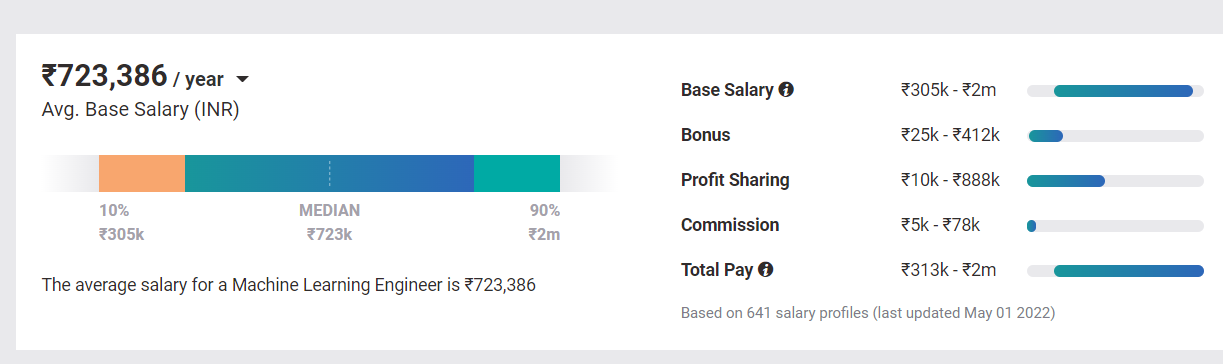 ₹723,386 / year
Avg. Base Salary (INR)
10%
₹305k
MEDIAN
₹723k
90%
₹2m
The average salary for a Machine Learning Engineer is ₹723,386
Base Salary ₹305k - ₹2m
Bonus ₹25k - ₹412k
Profit Sharing ₹10k - ₹888k
Commission ₹5k - ₹78k
Total Pay ₹313k - ₹2m
Based on 641 salary profiles (last updated May 01 2022)